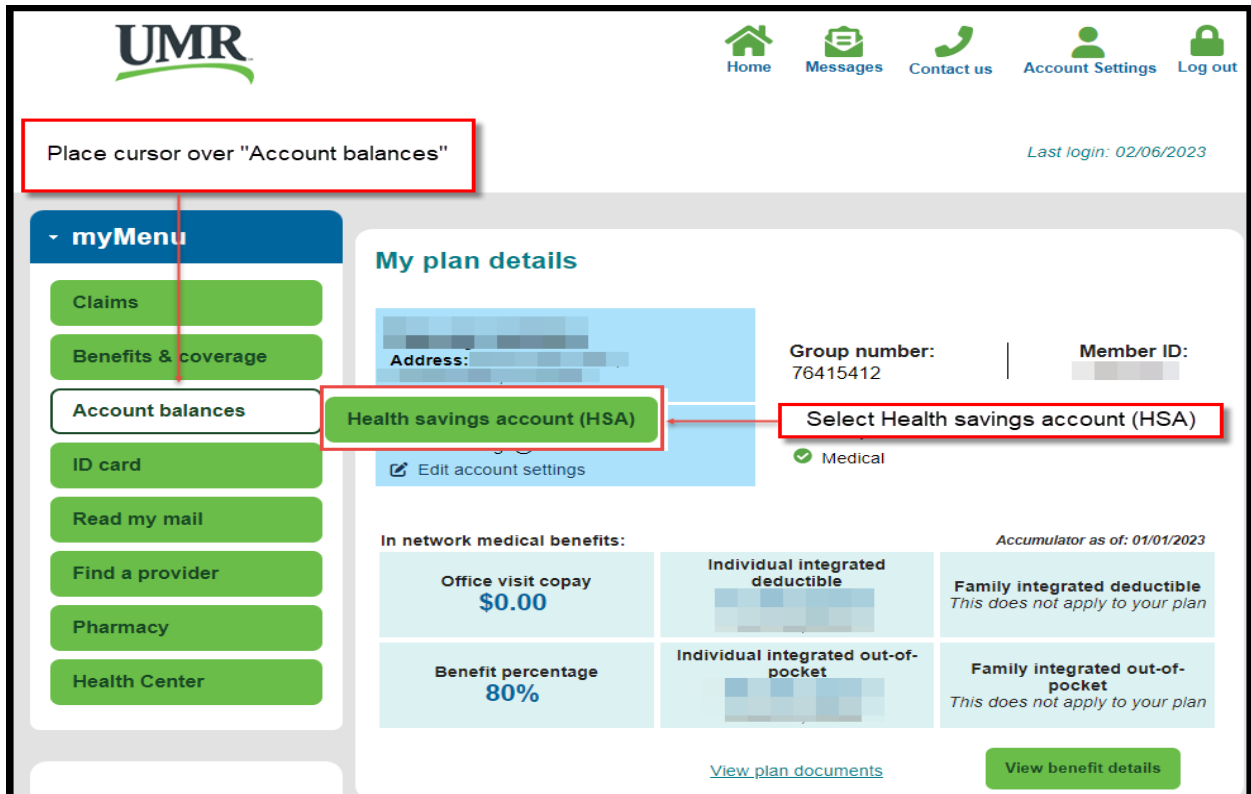 UMR
Home
Messages
Contact us
Account Settings
Log out
Place cursor over "Account balances"
Last login: 02/06/2023
myMenu
Claims
Benefits & coverage
Account balances
ID card
Read my mail
Find a provider
Pharmacy
Health Center
My plan details
Address:
Group number:
76415412
Member ID:
Health savings account (HSA)
Select Health savings account (HSA)
Edit account settings
Medical
In network medical benefits:
Accumulator as of: 01/01/2023
Office visit copay
$0.00
Individual integrated
deductible
Family integrated deductible
This does not apply to your plan
Benefit percentage
80%
Individual integrated out-of-
pocket
Family integrated out-of-
pocket
This does not apply to your plan
View plan documents
View benefit details